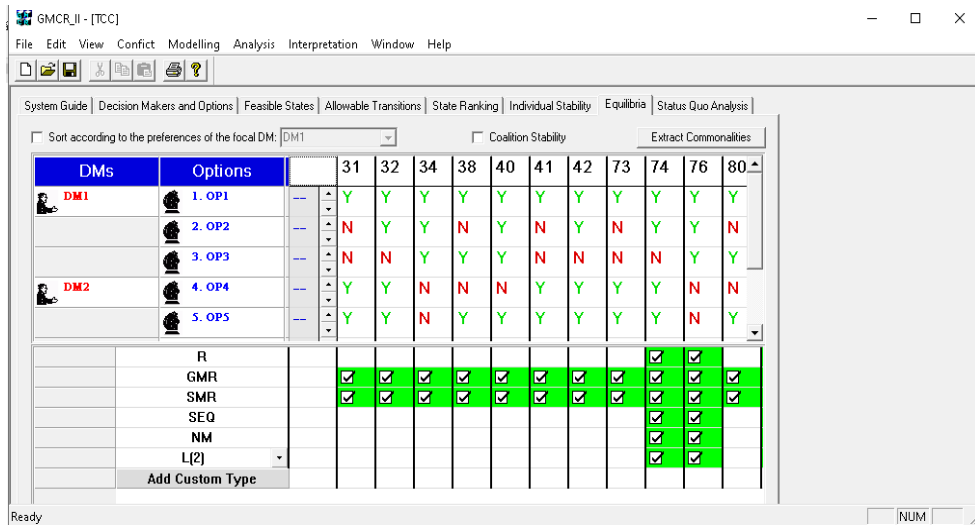 GMCR_II - [TCC]
File Edit View Confict Modelling Analysis Interpretation Window Help
System Guide Decision Makers and Options Feasible States Allowable Transitions State Ranking Individual Stability Equilibria Status Quo Analysis
Sort according to the preferences of the focal DM: DM1 Coalition Stability Extract Commonalities
DMs Options 31 32 34 38 40 41 42 73 74 76 80
DM1 1. OP1 -- Y Y Y Y Y Y Y Y Y Y Y
2. OP2 -- N Y Y N Y N Y N Y Y N
3. OP3 -- N N Y Y Y N N N N Y Y
DM2 4. OP4 -- Y Y N N N Y Y Y Y N N
5. OP5 -- Y Y N Y Y Y Y Y Y N Y
R
GMR
SMR
SEQ
NM
L(2)
Add Custom Type
Ready NUM